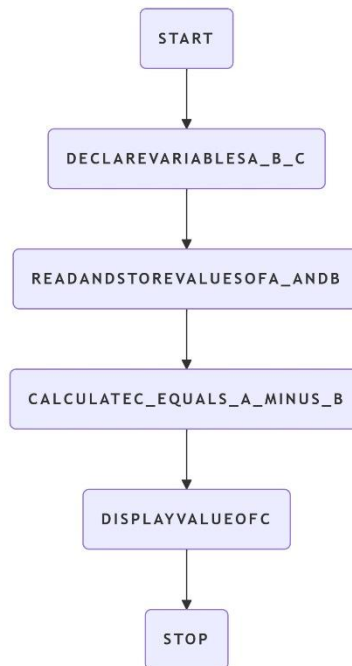 START
DECLAREVARIABLESA_B_C
READANDSTOREVALUESOFA_ANDB
CALCULATEC_EQUALS_A_MINUS_B
DISPLAYVALUEOFC
STOP